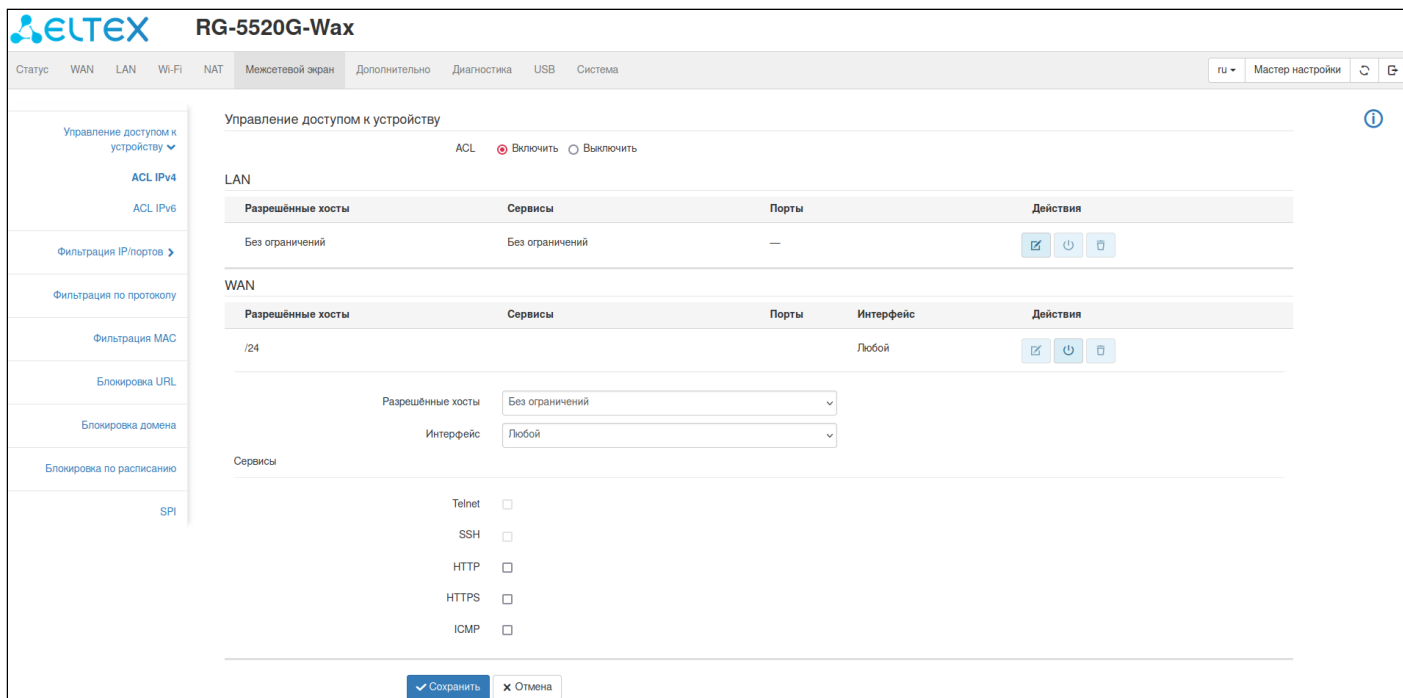 ELTEX RG-5520G-Wax
Статус WAN LAN Wi-Fi NAT Межсетевой экран Дополнительно Диагностика USB Система ru Мастер настройки
Управление доступом к
устройству
ACL IPv4
ACL IPv6
Фильтрация IP/портов
Фильтрация по протоколу
Фильтрация MAC
Блокировка URL
Блокировка домена
Блокировка по расписанию
SPI
Управление доступом к устройству
ACL Включить Выключить
LAN
Разрешённые хосты Сервисы Порты Действия
Без ограничений Без ограничений —
WAN
Разрешённые хосты Сервисы Порты Интерфейс Действия
/24 Любой
Разрешённые хосты Без ограничений
Интерфейс Любой
Сервисы
Telnet
SSH
HTTP
HTTPS
ICMP
Сохранить Отмена